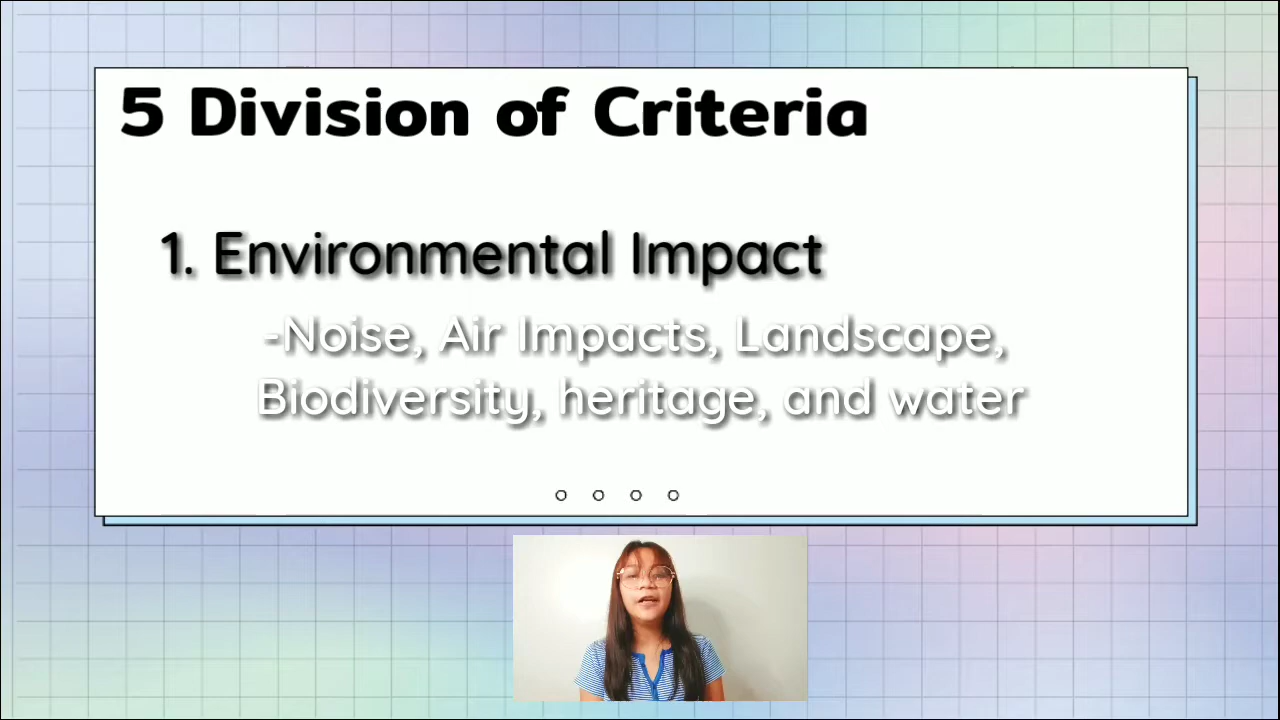 5 Division of Criteria
1. Environmental Impact
-Noise, Air Impacts, Landscape,
Biodiversity, heritage, and water